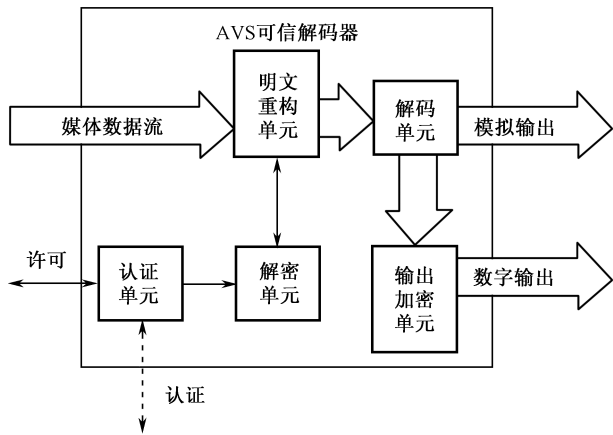 AVS可信解码器
明文
重构
单元
解码
单元
媒体数据流
模拟输出
许可
认证
单元
解密
单元
输出
加密
单元
数字输出
认证